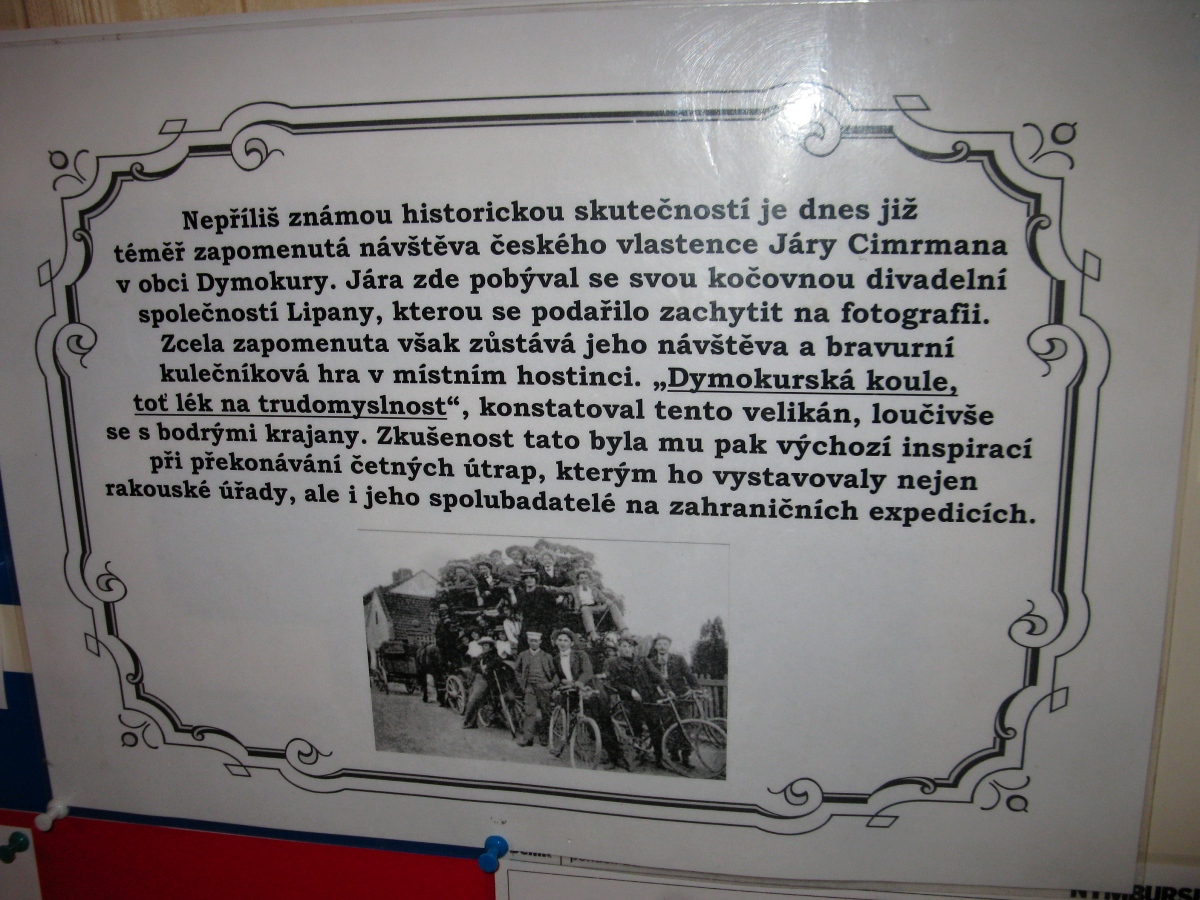 Nepříliš známou historickou skutečností je dnes již
téměř zapomenutá návštěva českého vlastence Járy Cimrmana
v obci Dymokury. Jára zde pobýval se svou kočovnou divadelní
společností Lipany, kterou se podařilo zachytit na fotografii.
Zcela zapomenuta však zůstává jeho návštěva a bravurní
kulečníková hra v místním hostinci. „Dymokurská koule,
toť lék na trudomyslnost“, konstatoval tento velikán, loučivše
se s bodrými krajany. Zkušenost tato byla mu pak výchozí inspirací
při překonávání četných útrap, kterým ho vystavovaly nejen
rakouské úřady, ale i jeho spolubadatelé na zahraničních expedicích.